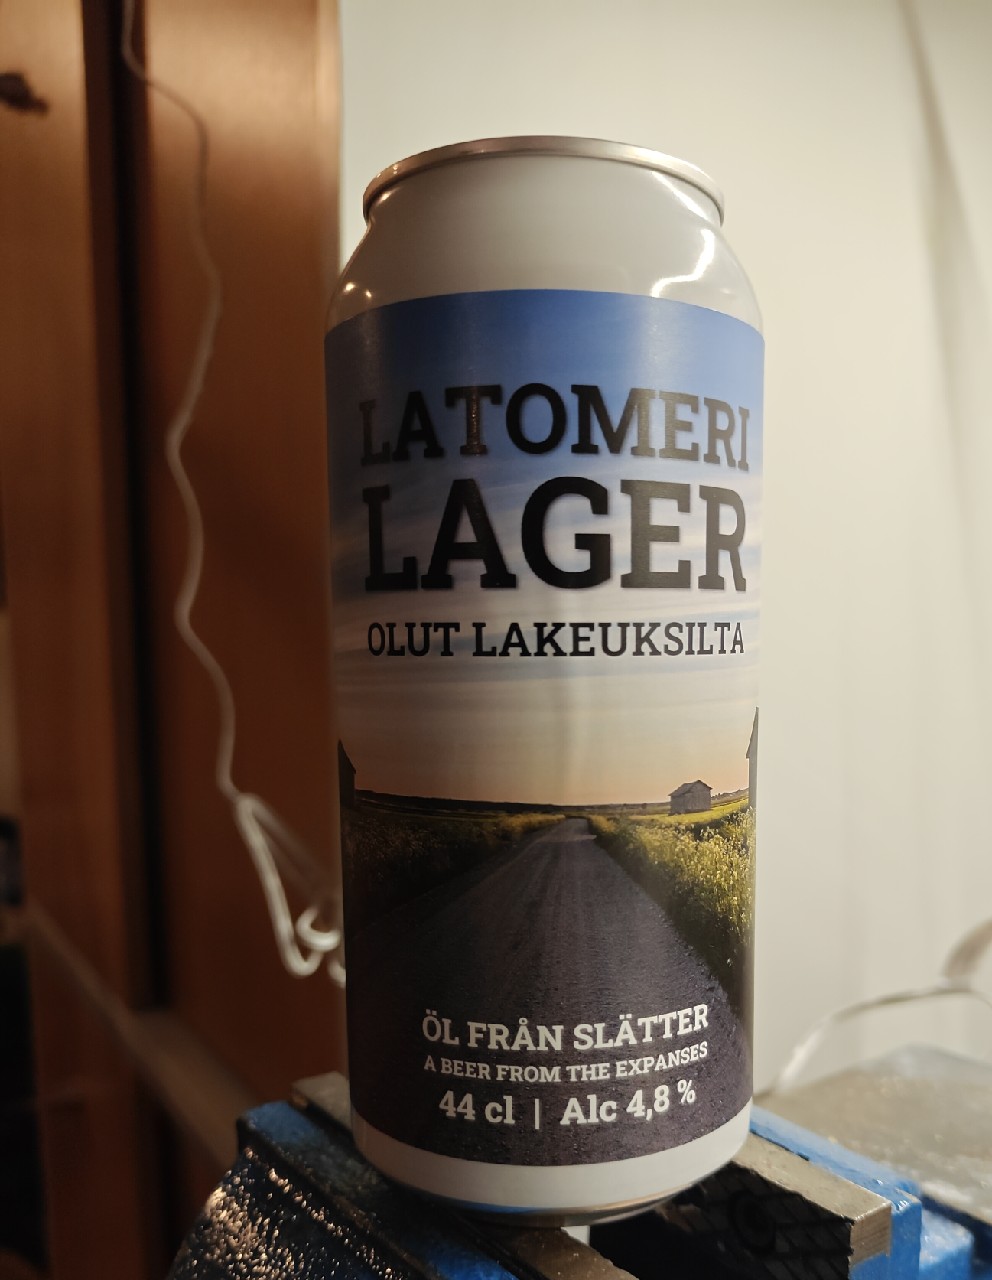 LATOMERI
LAGER
OLUT LAKEUKSILTA
ÖL FRÅN SLÄTTER
A BEER FROM THE EXPANSES
44 cl | Alc 4,8 %